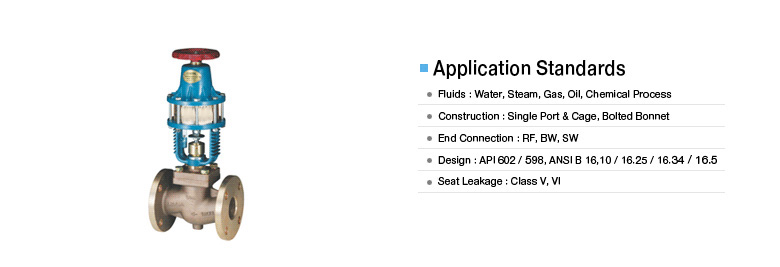 Application Standards
Fluids : Water, Steam, Gas, Oil, Chemical Process
Construction : Single Port & Cage, Bolted Bonnet
End Connection : RF, BW, SW
Design : API 602 / 598, ANSI B 16,10 / 16.25 / 16.34 / 16.5
Seat Leakage : Class V, VI